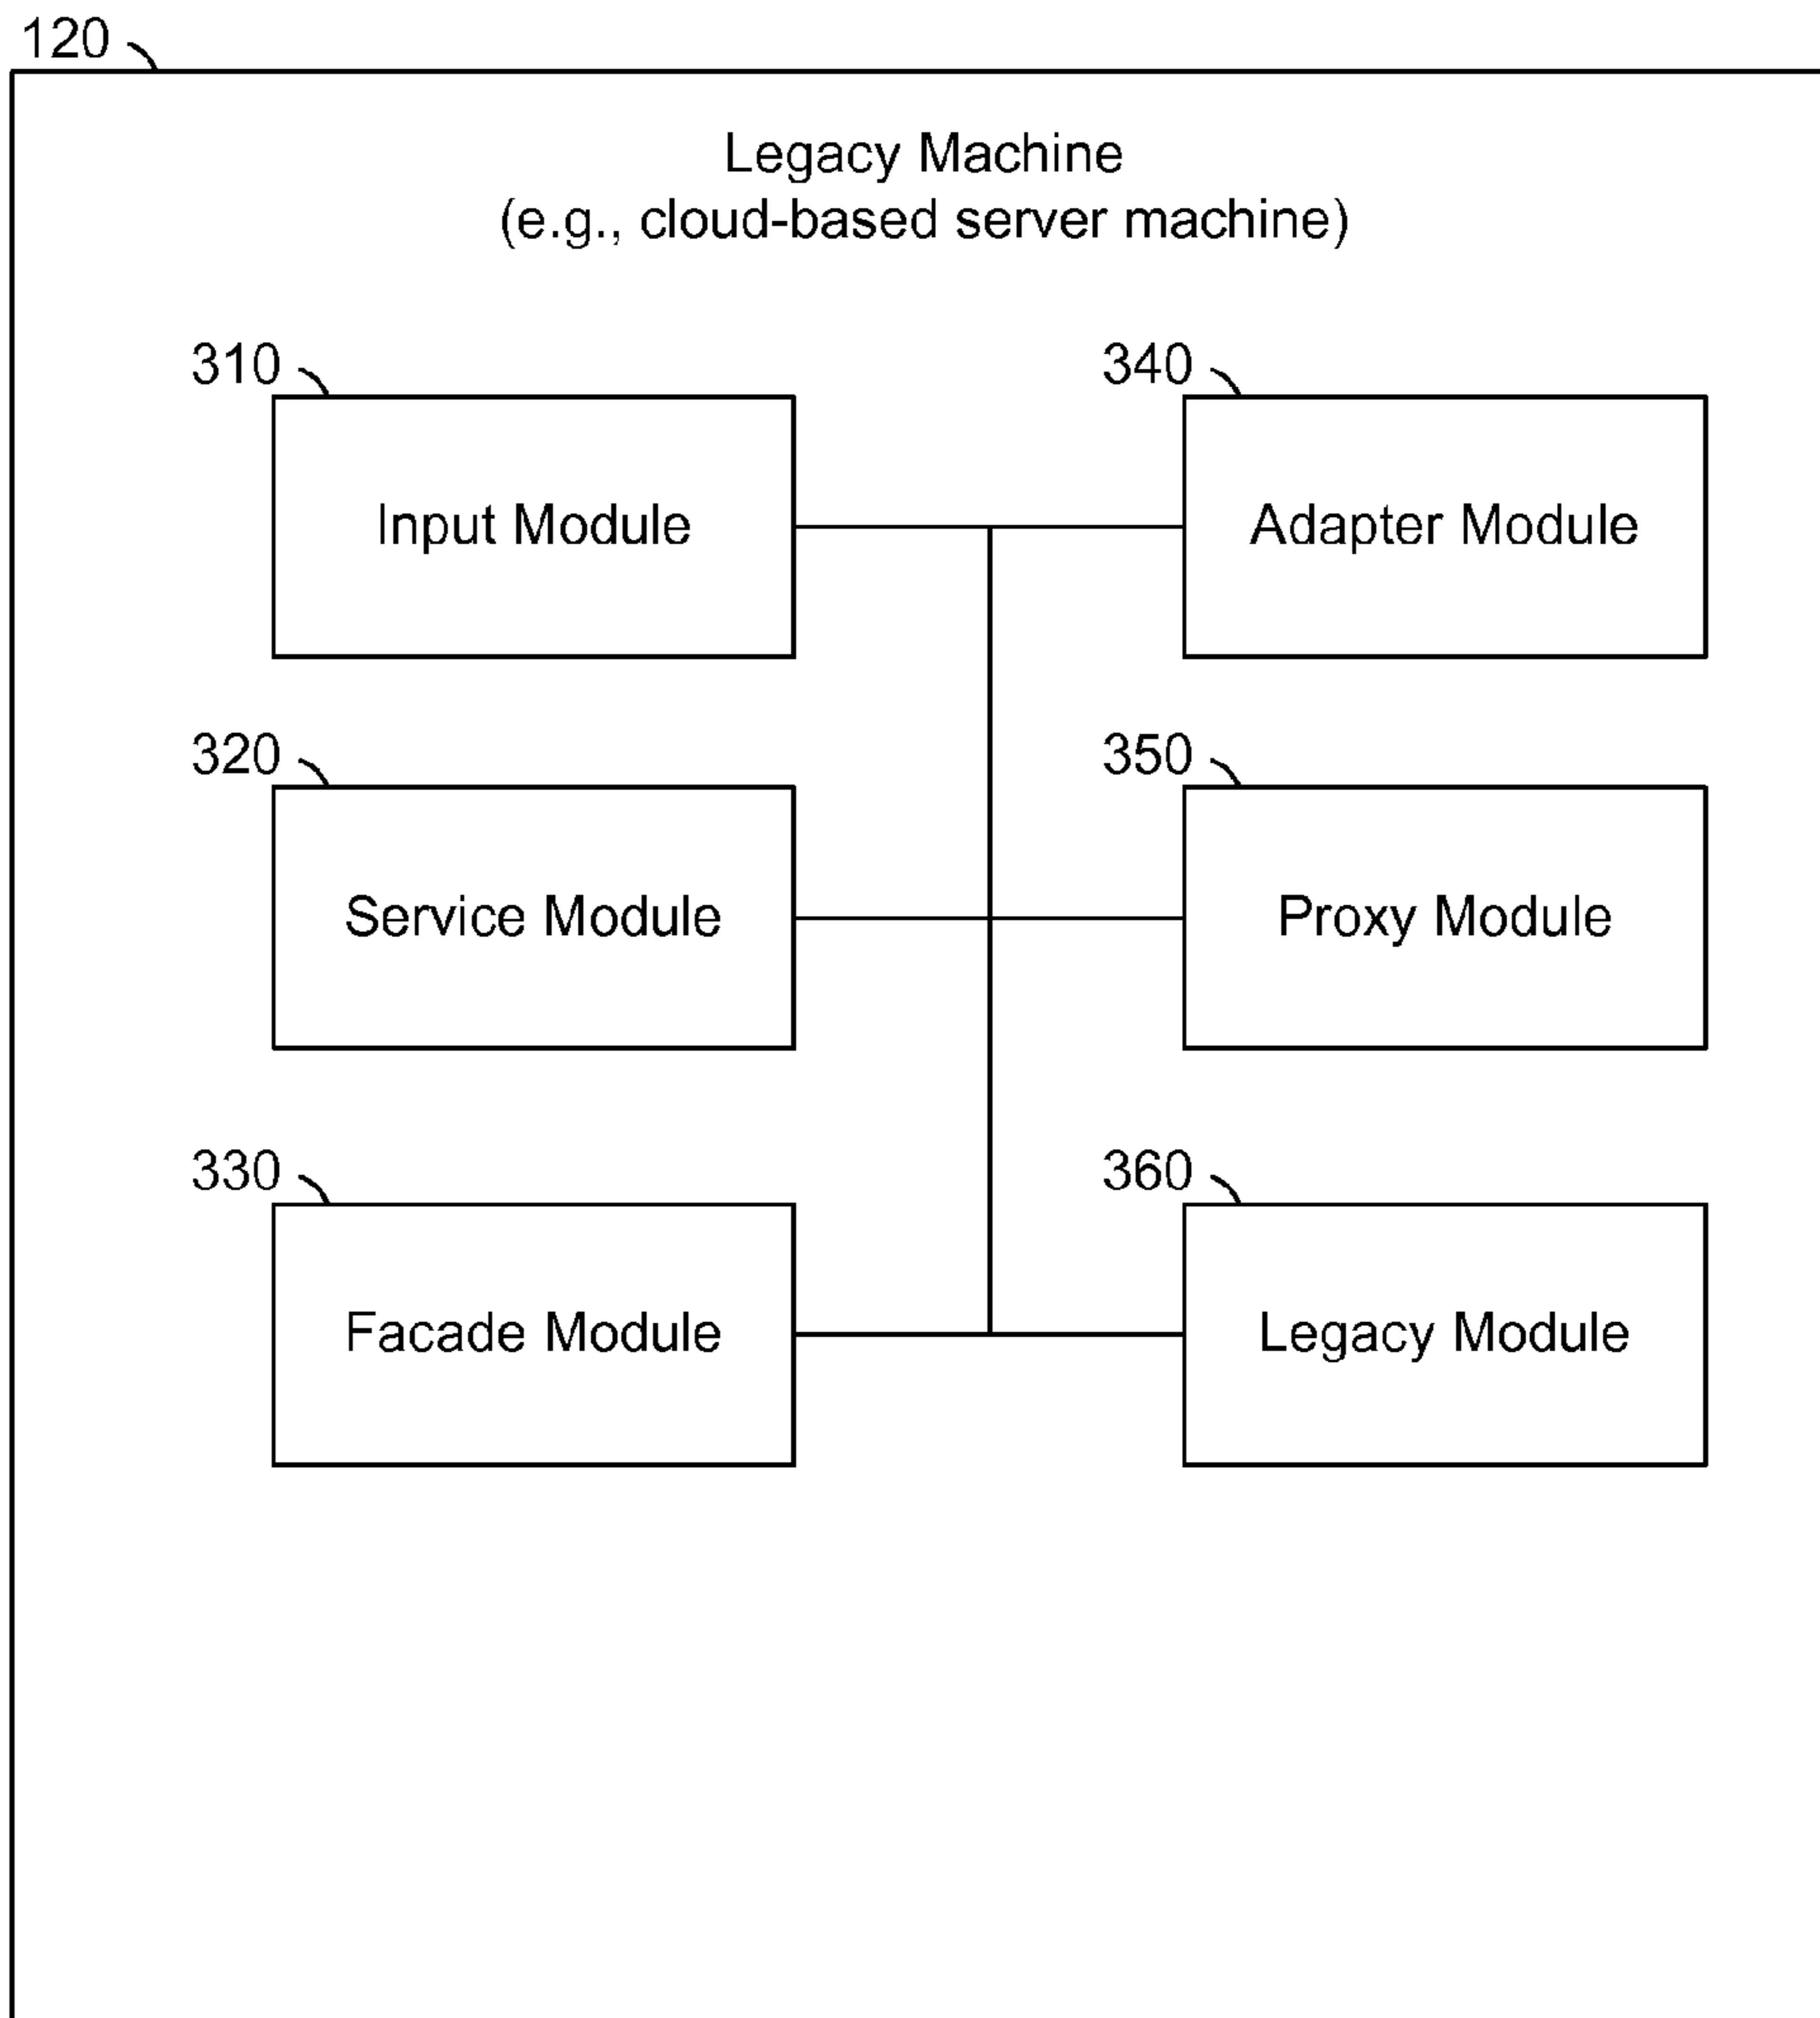 120
Legacy Machine
(e.g., cloud-based server machine)
310
340
Input Module
Adapter Module
320
350
Service Module
Proxy Module
330
360
Facade Module
Legacy Module